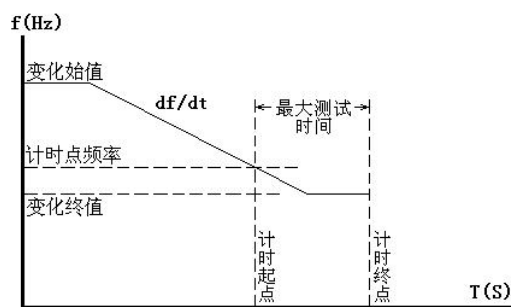 f(Hz)
变化始值
df/dt
最大测试
时间
计时点频率
变化终值
计时起点
计时终点
T(S)